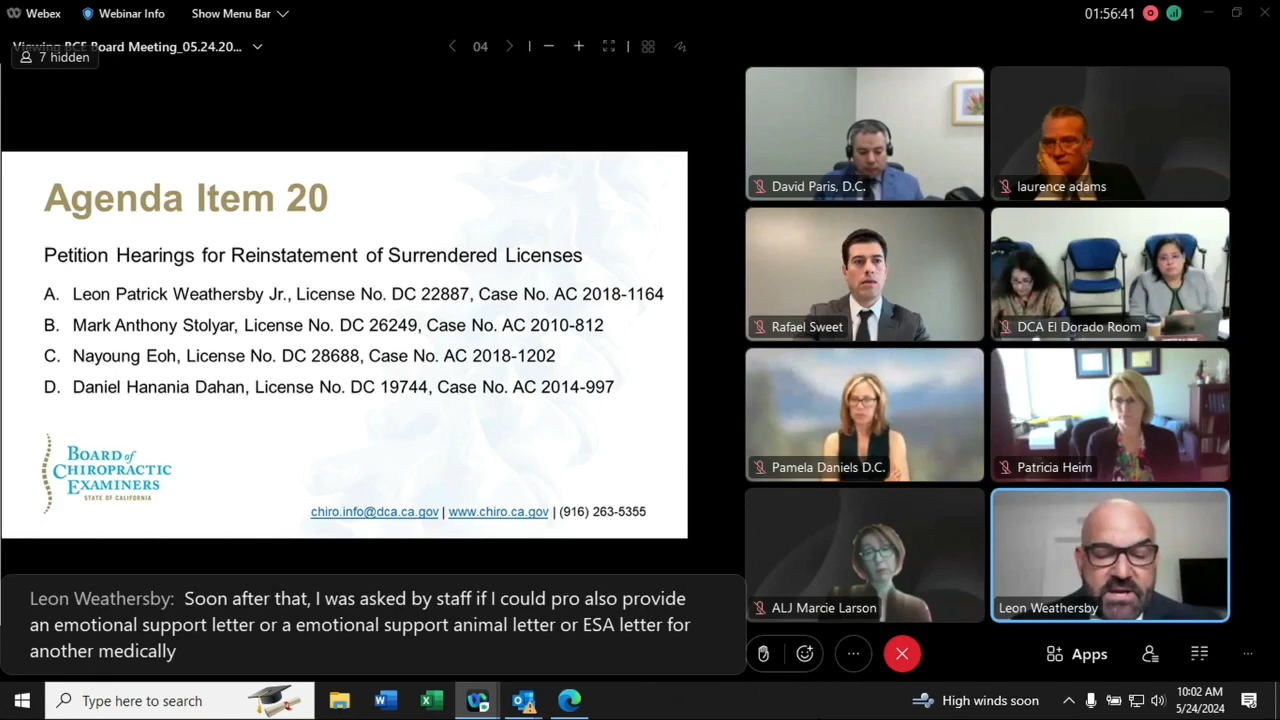 Webex
Webinar Info
Show Menu Bar
01:56:41
Viewing BCE Board Meeting_05.24.20...
04
7 hidden
Agenda Item 20
Petition Hearings for Reinstatement of Surrendered Licenses
A. Leon Patrick Weathersby Jr., License No. DC 22887, Case No. AC 2018-1164
B. Mark Anthony Stolyar, License No. DC 26249, Case No. AC 2010-812
C. Nayoung Eoh, License No. DC 28688, Case No. AC 2018-1202
D. Daniel Hanania Dahan, License No. DC 19744, Case No. AC 2014-997
BOARD of
CHIROPRACTIC
EXAMINERS
STATE OF CALIFORNIA
chiro.info@dca.ca.gov | www.chiro.ca.gov | (916) 263-5355
David Paris, D.C.
laurence adams
Rafael Sweet
DCA El Dorado Room
Pamela Daniels D.C.
Patricia Heim
ALJ Marcie Larson
Leon Weathersby
Leon Weathersby: Soon after that, I was asked by staff if I could pro also provide
an emotional support letter or a emotional support animal letter or ESA letter for
another medically
Apps
Type here to search
High winds soon
10:02 AM
5/24/2024